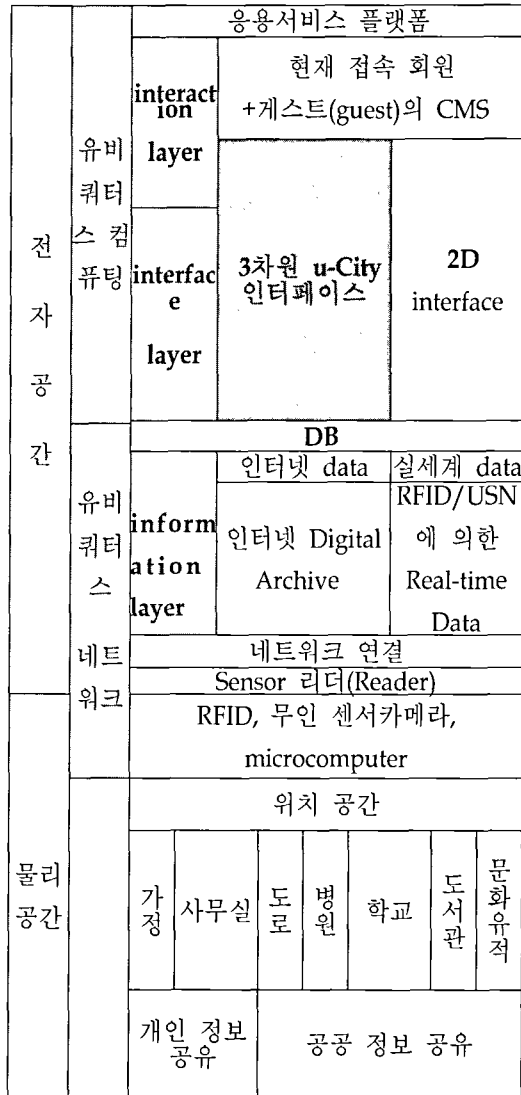 응용서비스 플랫폼
interact
ion
layer
현재 접속 회원
+게스트(guest)의 CMS
전
자
공
간
유비
쿼터
스 컴
퓨팅
interfac
e
layer
3차원 u-City
인터페이스
2D
interface
DB
유비
쿼터
스
네트
워크
inform
ation
layer
인터넷 data
실세계 data
인터넷 Digital
Archive
RFID/USN
에 의한
Real-time
Data
네트워크 연결
Sensor 리더(Reader)
RFID, 무인 센서카메라,
microcomputer
물리
공간
위치 공간
가정
사무실
도로
병원
학교
도서관
문화유적
개인 정보
공유
공공 정보 공유